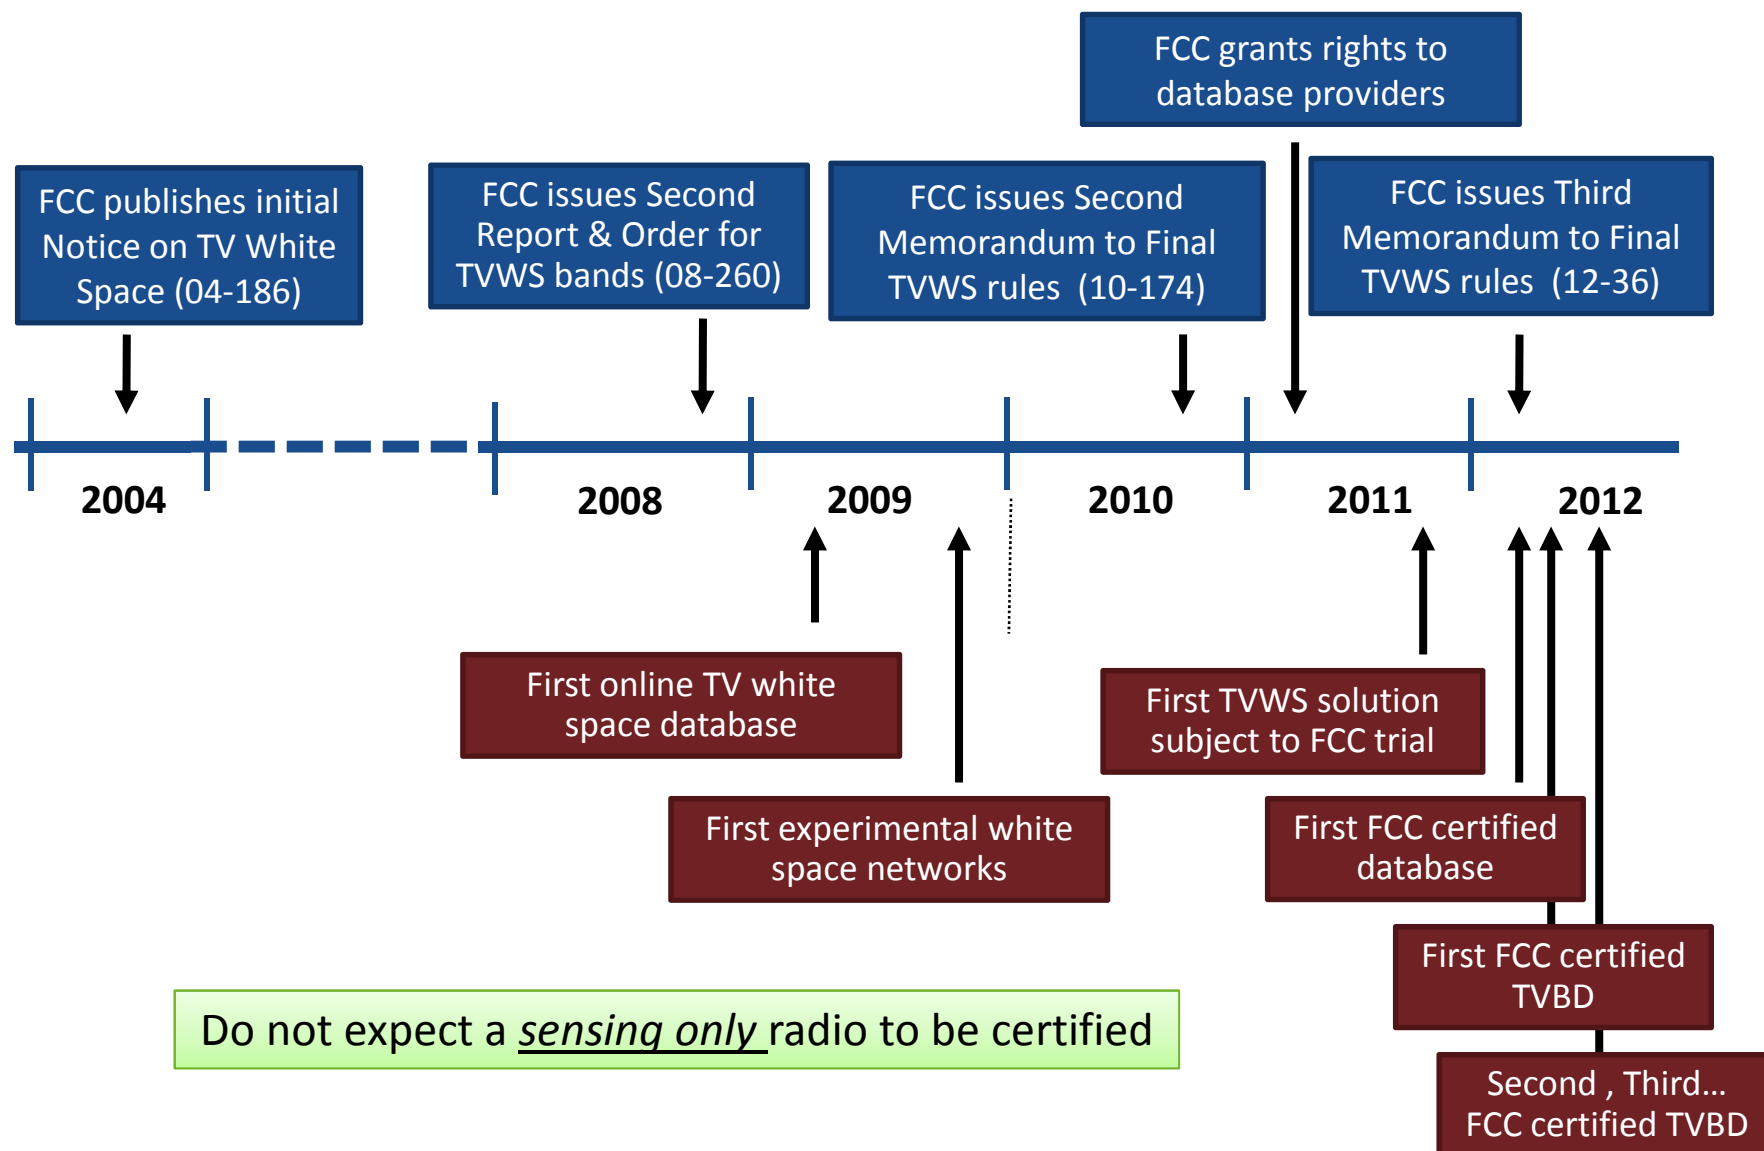 FCC grants rights to
database providers
FCC publishes initial
Notice on TV White
Space (04-186)
FCC issues Second
Report & Order for
TVWS bands (08-260)
FCC issues Second
Memorandum to Final
TVWS rules (10-174)
FCC issues Third
Memorandum to Final
TVWS rules (12-36)
2004
2008
2009
2010
2011
2012
First online TV white
space database
First TVWS solution
subject to FCC trial
First experimental white
space networks
First FCC certified
database
First FCC certified
TVBD
Do not expect a sensing only radio to be certified
Second , Third...
FCC certified TVBD